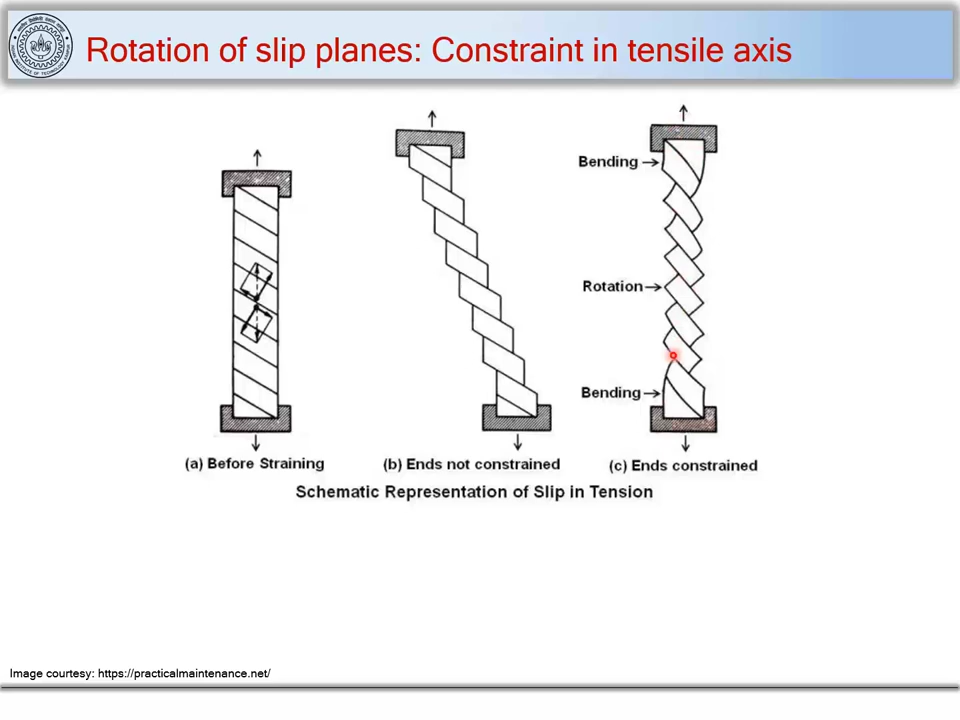 Rotation of slip planes: Constraint in tensile axis
Bending
Rotation
Bending
(a) Before Straining
(b) Ends not constrained
(c) Ends constrained
Schematic Representation of Slip in Tension
Image courtesy: https://practicalmaintenance.net/